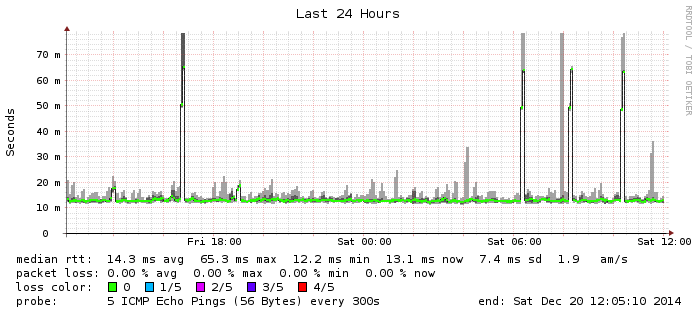 Last 24 Hours
RRDTOOL / TOBI OETIKER
Seconds
70 m
60 m
50 m
40 m
30 m
20 m
10 m
0
Fri 18:00 Sat 00:00 Sat 06:00 Sat 12:00
median rtt: 14.3 ms avg 65.3 ms max 12.2 ms min 13.1 ms now 7.4 ms sd 1.9 am/s
packet loss: 0.00 % avg 0.00 % max 0.00 % min 0.00 % now
loss color: 0 1/5 2/5 3/5 4/5
probe: 5 ICMP Echo Pings (56 Bytes) every 300s end: Sat Dec 20 12:05:10 2014